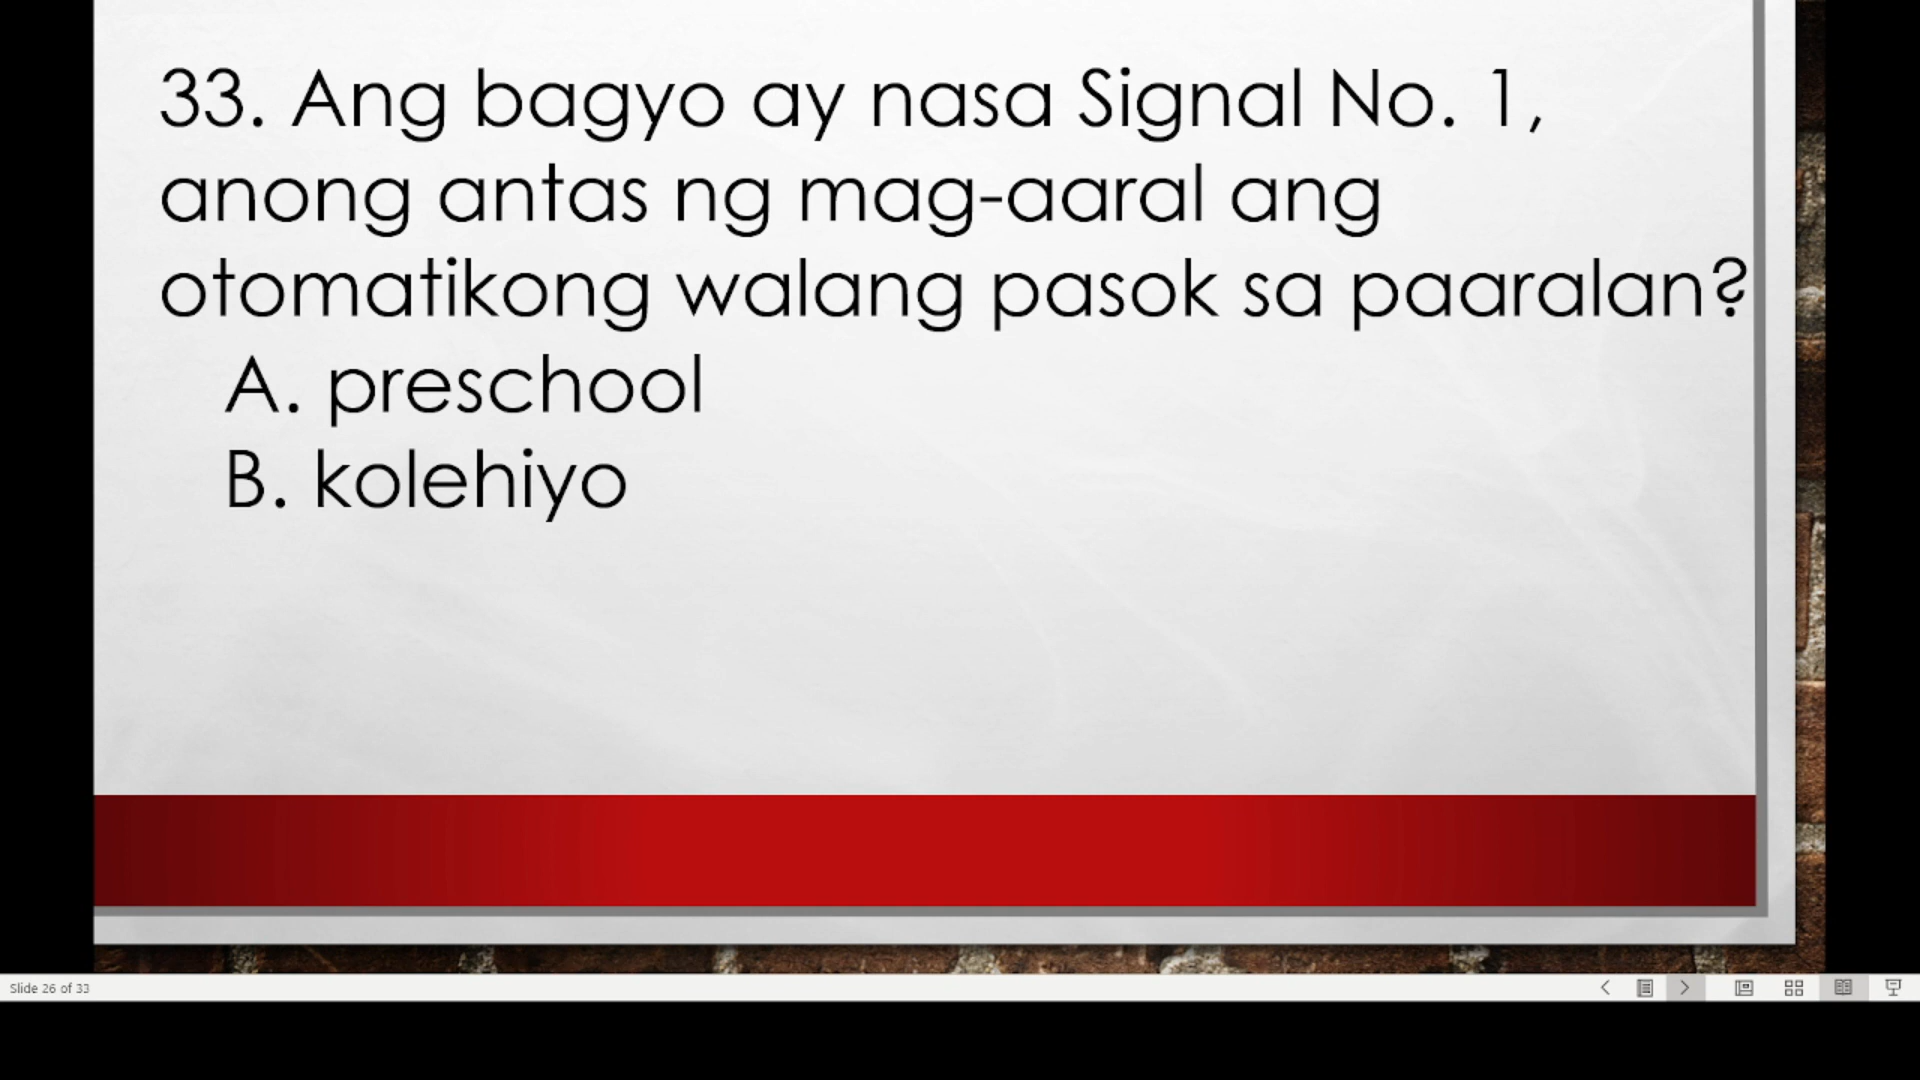 33. Ang bagyo ay nasa Signal No. 1,
anong antas ng mag-aaral ang
otomatikong walang pasok sa paaralan?
A. preschool
B. kolehiyo
Slide 26 of 33